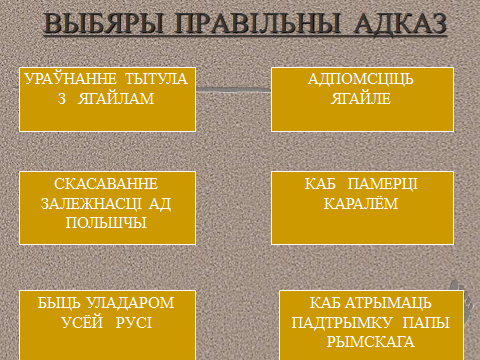 ВЫБЯРЫ ПРАВІЛЬНЫ АДКАЗ
УРАЎНАННЕ ТЫТУЛА
З ЯГАЙЛАМ
АДПОМСЦІЦЬ
ЯГАЙЛЕ
СКАСАВАННЕ
ЗАЛЕЖНАСЦІ АД
ПОЛЬШЧЫ
КАБ ПАМЕРЦІ
КАРАЛЁМ
БЫЦЬ УЛАДАРОМ
УСЁЙ РУСІ
КАБ АТРЫМАЦЬ
ПАДТРЫМКУ ПАПЫ
РЫМСКАГА